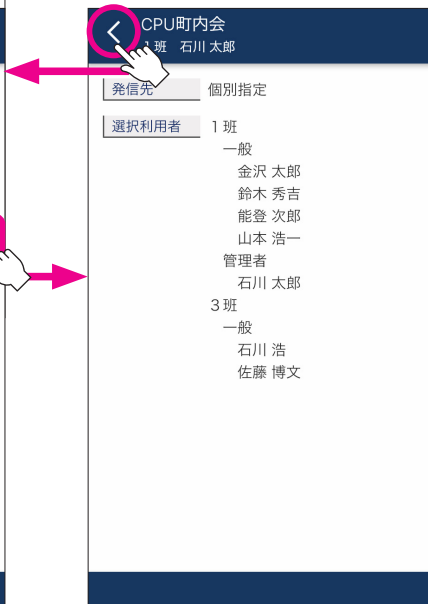 CPU町内会
1班 石川 太郎
発信先 個別指定
選択利用者 1班
一般
金沢 太郎
鈴木 秀吉
能登 次郎
山本 浩一
管理者
石川 太郎
3班
一般
石川 浩
佐藤 博文